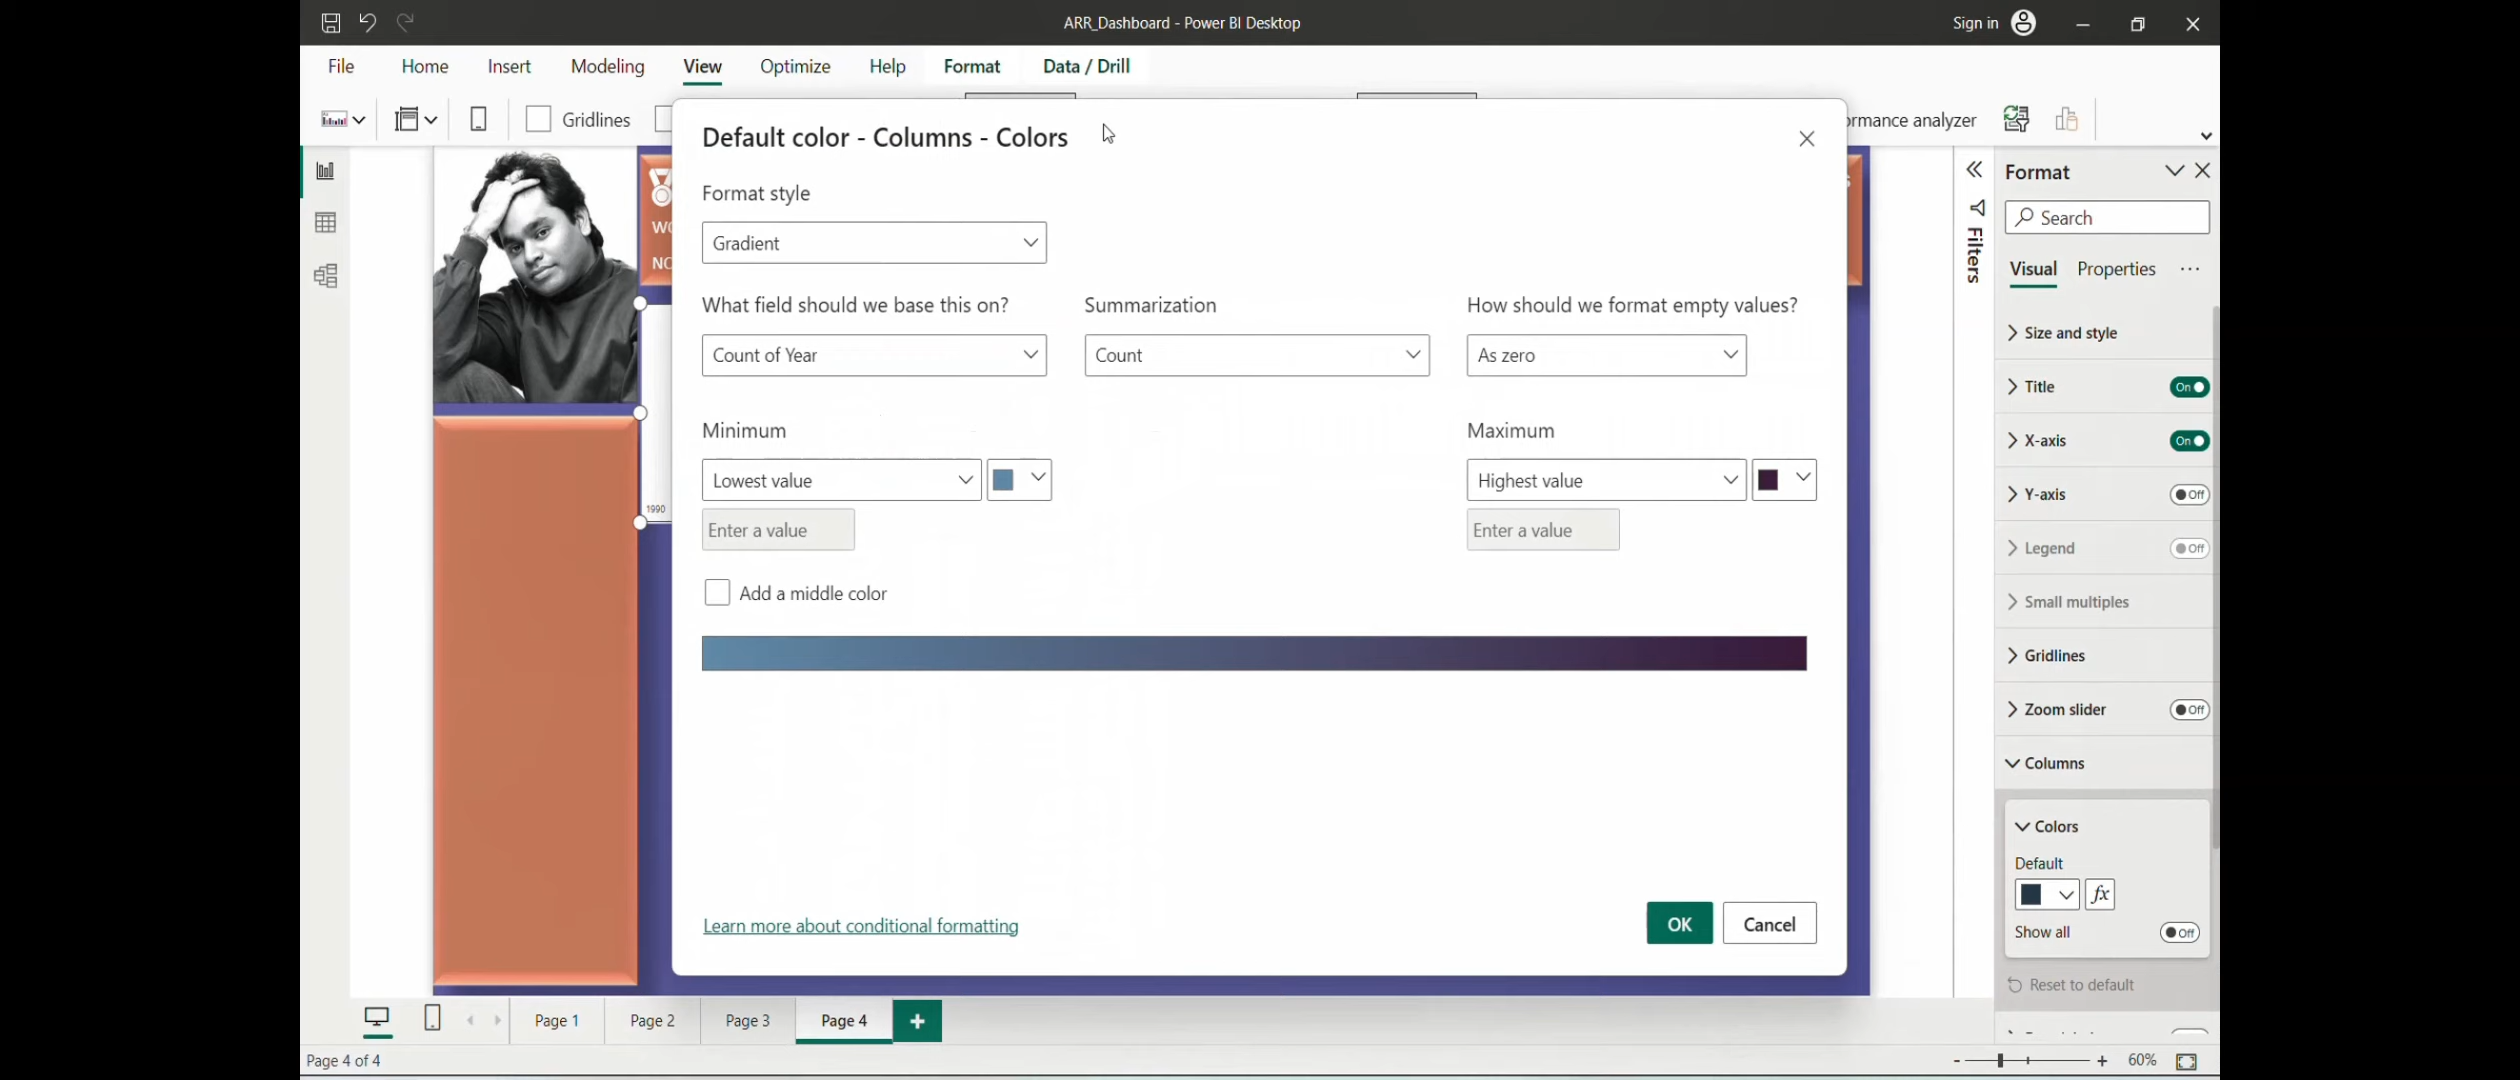 ARR_Dashboard - Power BI Desktop
Sign in
File Home Insert Modeling View Optimize Help Format Data / Drill
Gridlines
ormance analyzer
Default color - Columns - Colors
Format style
Gradient
What field should we base this on? Summarization How should we format empty values?
Count of Year Count As zero
Minimum Maximum
Lowest value Highest value
Enter a value Enter a value
Add a middle color
Learn more about conditional formatting
OK Cancel
WO
NO
1990
Filters
Format
Search
Visual Properties ...
Size and style
Title On
X-axis On
Y-axis Off
Legend Off
Small multiples
Gridlines
Zoom slider Off
Columns
Colors
Default
fx
Show all Off
Reset to default
Page 1 Page 2 Page 3 Page 4 +
Page 4 of 4
- + 60%